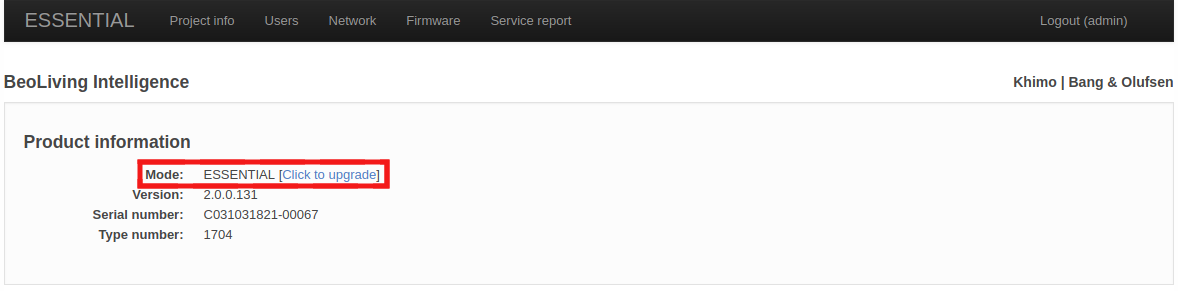 ESSENTIAL Project info Users Network Firmware Service report Logout (admin)
BeoLiving Intelligence Khimo | Bang & Olufsen
Product information
Mode: ESSENTIAL [Click to upgrade]
Version: 2.0.0.131
Serial number: C031031821-00067
Type number: 1704